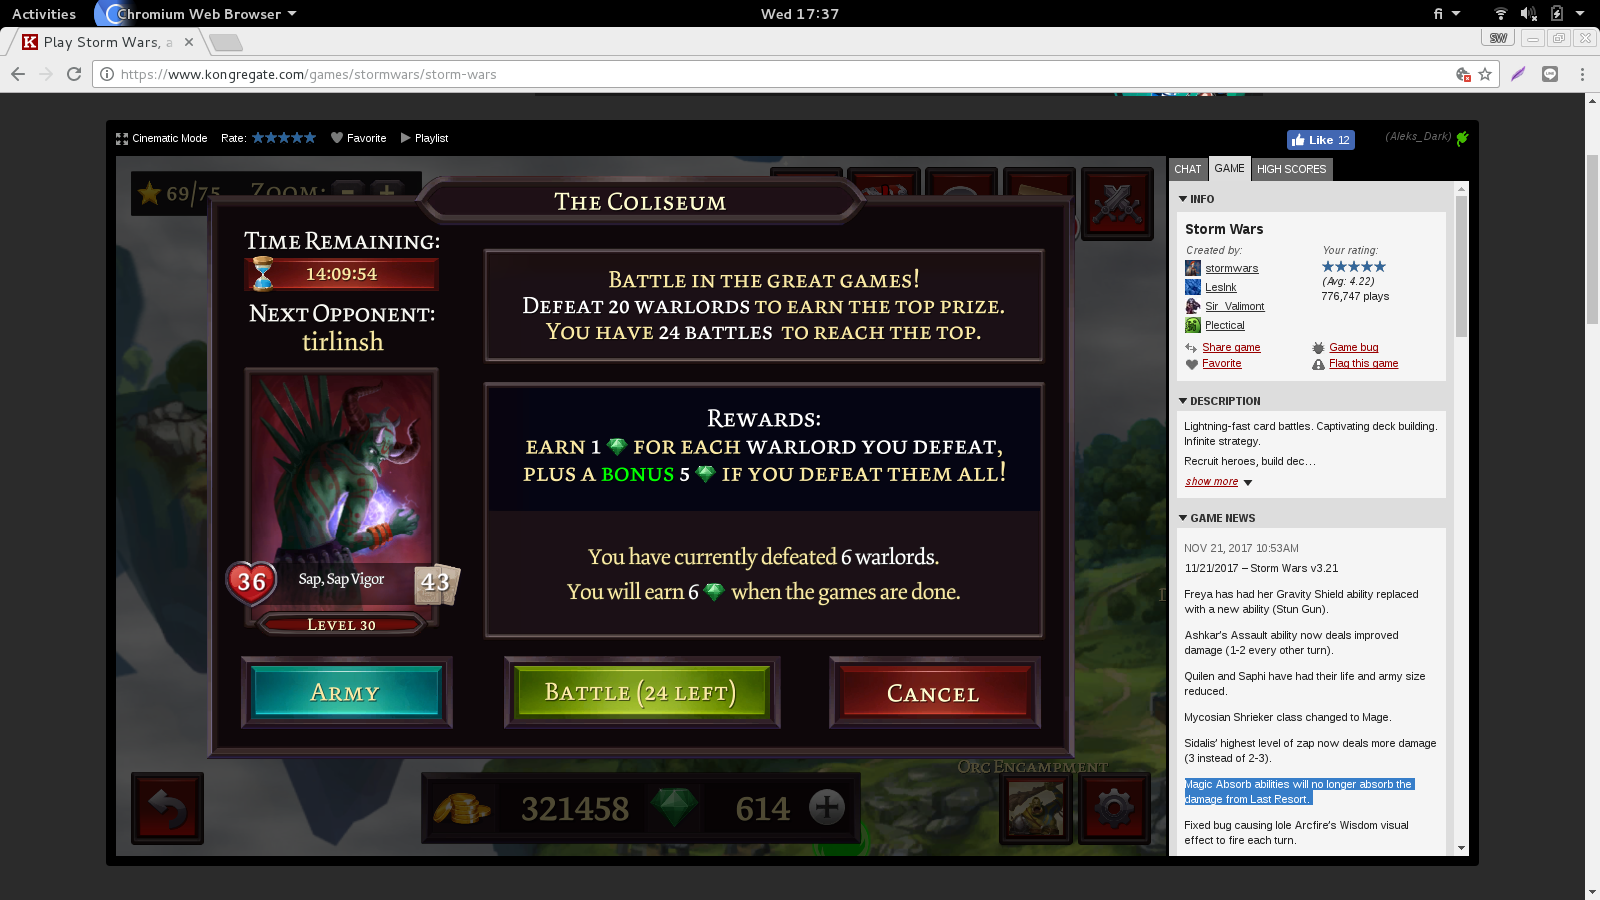 Activities
Chromium Web Browser
Wed 17:37
fi
Play Storm Wars, a
SW
https://www.kongregate.com/games/stormwars/storm-wars
Cinematic Mode
Rate:
Favorite
Playlist
Like 12
(Aleks_Dark)
69/75
Zoom:
The Coliseum
Time Remaining:
14:09:54
Next Opponent:
tirlinsh
36
Sap, Sap Vigor
43
Level 30
Battle in the great games!
Defeat 20 warlords to earn the top prize.
You have 24 battles to reach the top.
Rewards:
earn 1 for each warlord you defeat,
plus a bonus 5 if you defeat them all!
You have currently defeated 6 warlords.
You will earn 6 when the games are done.
Army
Battle (24 left)
Cancel
Orc Encampment
321458
614
CHAT
GAME
HIGH SCORES
INFO
Storm Wars
Created by:
stormwars
LesInk
Sir_Valimont
Plectical
Your rating:
(Avg: 4.22)
776,747 plays
Share game
Game bug
Favorite
Flag this game
DESCRIPTION
Lightning-fast card battles. Captivating deck building.
Infinite strategy.
Recruit heroes, build dec…
show more
GAME NEWS
NOV 21, 2017 10:53AM
11/21/2017 – Storm Wars v3.21
Freya has had her Gravity Shield ability replaced
with a new ability (Stun Gun).
Ashkar's Assault ability now deals improved
damage (1-2 every other turn).
Quilen and Saphi have had their life and army size
reduced.
Mycosian Shrieker class changed to Mage.
Sidalis' highest level of zap now deals more damage
(3 instead of 2-3).
Magic Absorb abilities will no longer absorb the
damage from Last Resort.
Fixed bug causing Iole Arcfire's Wisdom visual
effect to fire each turn.